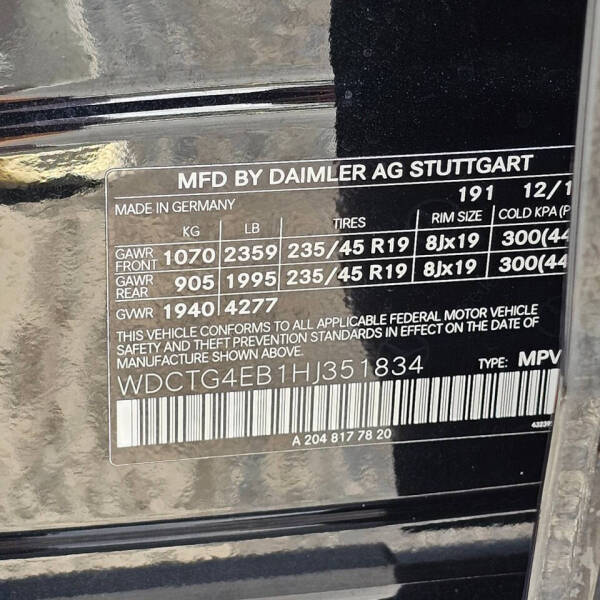 MFD BY DAIMLER AG STUTTGART
MADE IN GERMANY 191 12/1
KG LB TIRES RIM SIZE COLD KPA(P
GAWR FRONT 1070 2359 235/45 R19 8Jx19 300(44
GAWR REAR 905 1995 235/45 R19 8Jx19 300(44
GVWR 1940 4277
THIS VEHICLE CONFORMS TO ALL APPLICABLE FEDERAL MOTOR VEHICLE
SAFETY AND THEFT PREVENTION STANDARDS IN EFFECT ON THE DATE OF
MANUFACTURE SHOWN ABOVE.
WDCTG4EB1HJ351834 TYPE: MPV
A 204 817 78 20